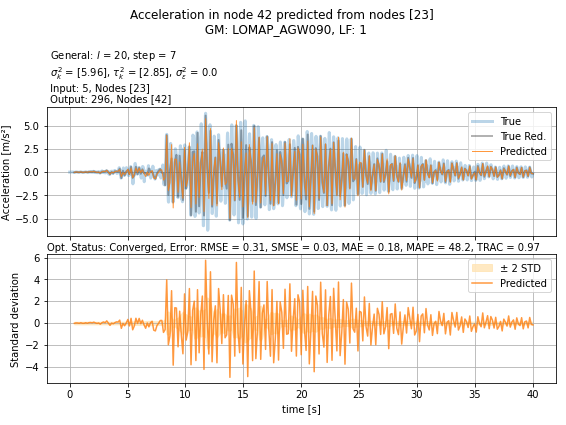 Acceleration in node 42 predicted from nodes [23]
GM: LOMAP_AGW090, LF: 1
General: l = 20, step = 7
σ²ₖ = [5.96], τ²ₖ = [2.85], σ²ε = 0.0
Input: 5, Nodes [23]
Output: 296, Nodes [42]
Acceleration [m/s²]
5.0
2.5
0.0
−2.5
−5.0
True
True Red.
Predicted
Opt. Status: Converged, Error: RMSE = 0.31, SMSE = 0.03, MAE = 0.18, MAPE = 48.2, TRAC = 0.97
Standard deviation
6
4
2
0
−2
−4
± 2 STD
Predicted
0 5 10 15 20 25 30 35 40
time [s]